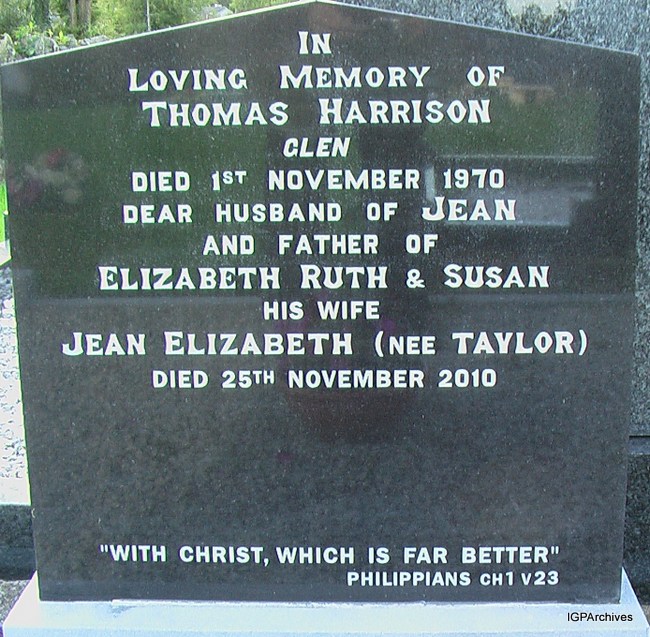 IN
LOVING MEMORY OF
THOMAS HARRISON
GLEN
DIED 1ST NOVEMBER 1970
DEAR HUSBAND OF JEAN
AND FATHER OF
ELIZABETH RUTH & SUSAN
HIS WIFE
JEAN ELIZABETH (NEE TAYLOR)
DIED 25TH NOVEMBER 2010
"WITH CHRIST, WHICH IS FAR BETTER"
PHILIPPIANS CH1 V23
IGPArchives